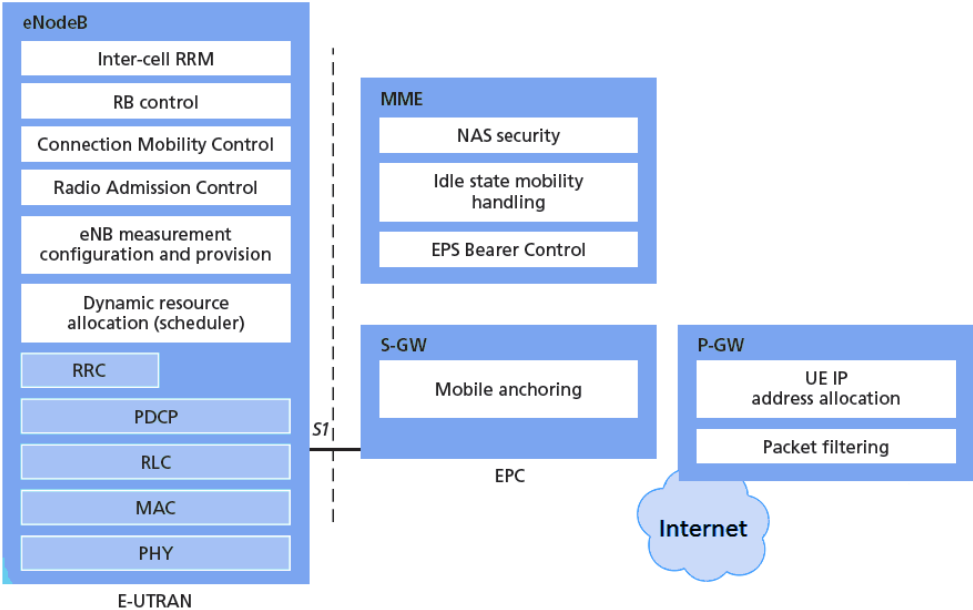 eNodeB
Inter-cell RRM
RB control
Connection Mobility Control
Radio Admission Control
eNB measurement
configuration and provision
Dynamic resource
allocation (scheduler)
RRC
PDCP
RLC
MAC
PHY
E-UTRAN
S1
MME
NAS security
Idle state mobility
handling
EPS Bearer Control
S-GW
Mobile anchoring
EPC
P-GW
UE IP
address allocation
Packet filtering
Internet